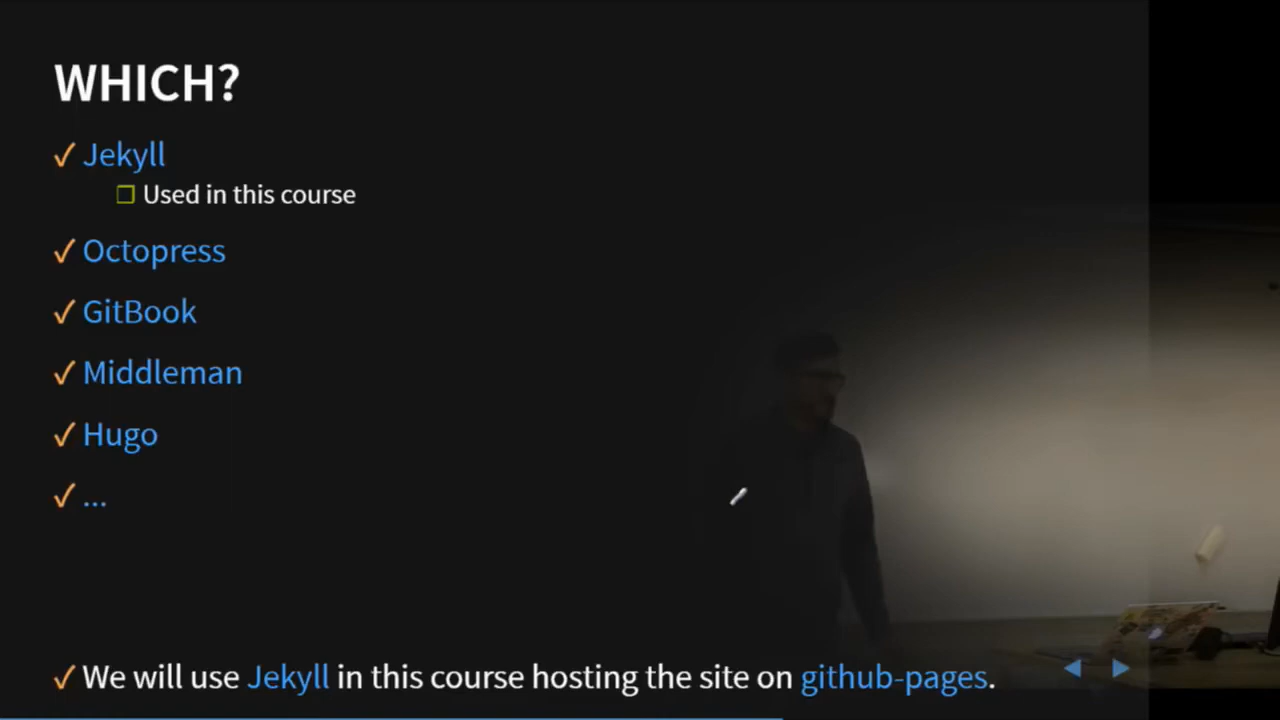 WHICH?
✓ Jekyll
❒ Used in this course
✓ Octopress
✓ GitBook
✓ Middleman
✓ Hugo
✓ ...
✓ We will use Jekyll in this course hosting the site on github-pages.